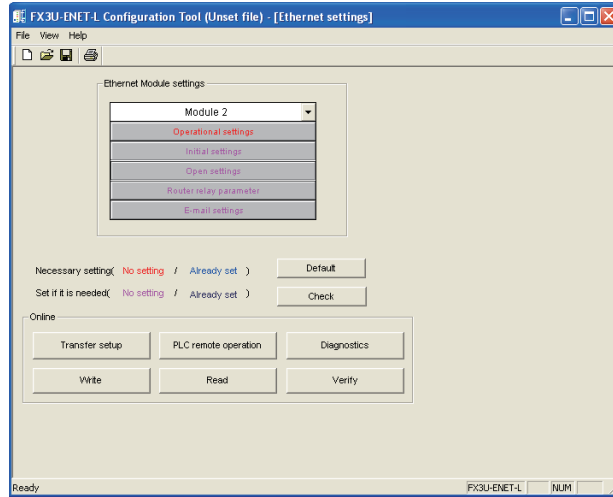 FX3U-ENET-L Configuration Tool (Unset file) - [Ethernet settings]
File View Help
Ethernet Module settings
Module 2
Operational settings
Initial settings
Open settings
Router relay parameter
E-mail settings
Necessary setting( No setting / Already set )
Default
Set if it is needed( No setting / Already set )
Check
Online
Transfer setup PLC remote operation Diagnostics
Write Read Verify
Ready FX3U-ENET-L NUM